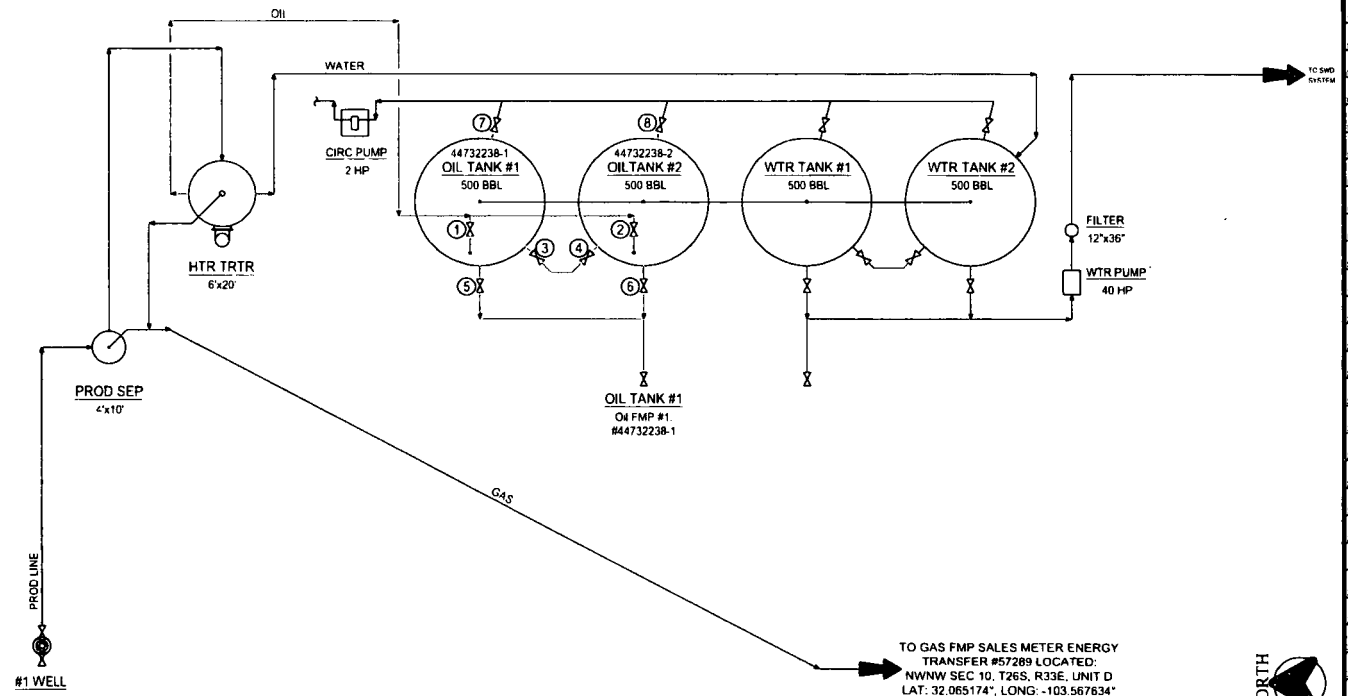 OIl
WATER
TO SWD
SYSTEM
CIRC PUMP
2 HP
7
8
44732238-1
OIL TANK #1
500 BBL
44732238-2
OILTANK #2
500 BBL
WTR TANK #1
500 BBL
WTR TANK #2
500 BBL
1
2
3
4
5
6
FILTER
12"x36"
WTR PUMP
40 HP
HTR TRTR
6'x20'
PROD SEP
4'x10'
OIL TANK #1
Oil FMP #1
#44732238-1
GAS
PROD LINE
#1 WELL
TO GAS FMP SALES METER ENERGY
TRANSFER #57289 LOCATED:
NWNW SEC 10, T26S, R33E, UNIT D
LAT: 32.065174°, LONG: -103.567634°
NORTH